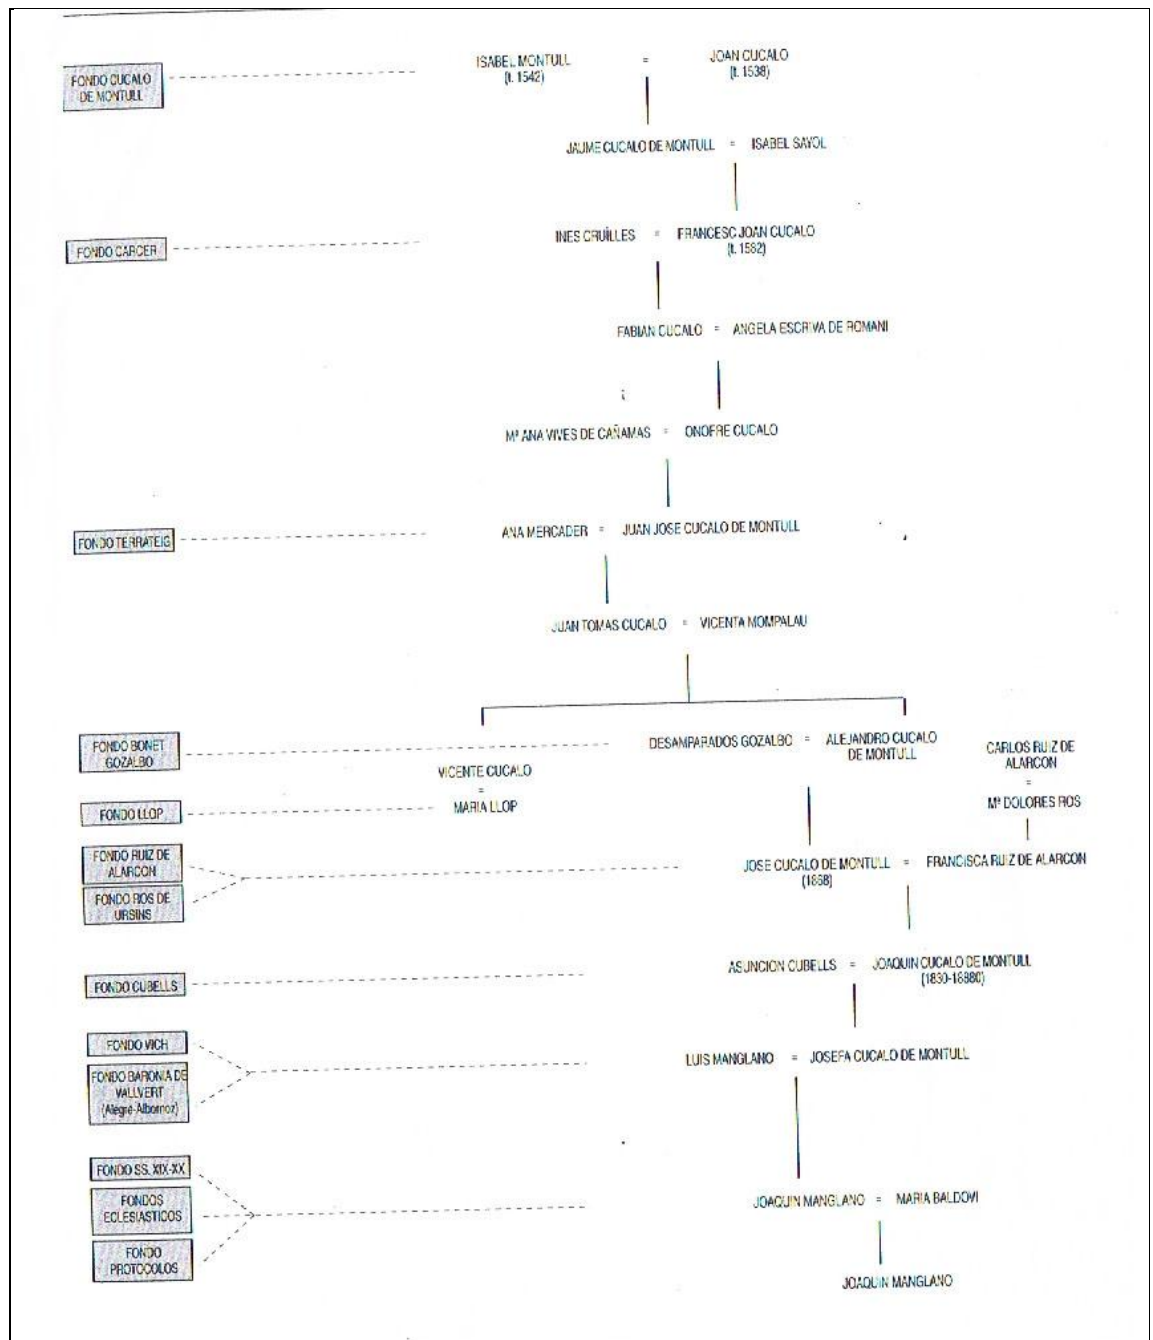 FONDO CUCALO
DE MONTULL
ISABEL MONTULL = JOAN CUCALO
(t. 1542) (t. 1538)
JAUME CUCALO DE MONTULL = ISABEL SAYOL
FONDO CARCER
INES CRUÏLLES = FRANCESC JOAN CUCALO
(t. 1582)
FABIAN CUCALO = ANGELA ESCRIVA DE ROMANI
Mª ANA VIVES DE CAÑAMAS = ONOFRE CUCALO
FONDO TERRATEIG
ANA MERCADER = JUAN JOSE CUCALO DE MONTULL
JUAN TOMAS CUCALO = VICENTA MOMPALAU
FONDO BONET
GOZALBO
DESAMPARADOS GOZALBO = ALEJANDRO CUCALO
DE MONTULL
CARLOS RUIZ DE
ALARCON
=
Mª DOLORES ROS
VICENTE CUCALO
=
MARIA LLOP
FONDO LLOP
FONDO RUIZ DE
ALARCON
FONDO ROS DE
URSINS
JOSE CUCALO DE MONTULL = FRANCISCA RUIZ DE ALARCON
(1868)
FONDO CUBELLS
ASUNCION CUBELLS = JOAQUIN CUCALO DE MONTULL
(1830-18880)
FONDO VICH
FONDO BARONIA DE
VALLVERT
(Alegre-Albornoz)
LUIS MANGLANO = JOSEFA CUCALO DE MONTULL
FONDO SS. XIX-XX
FONDOS
ECLESIASTICOS
FONDO
PROTOCOLOS
JOAQUIN MANGLANO = MARIA BALDOVI
JOAQUIN MANGLANO